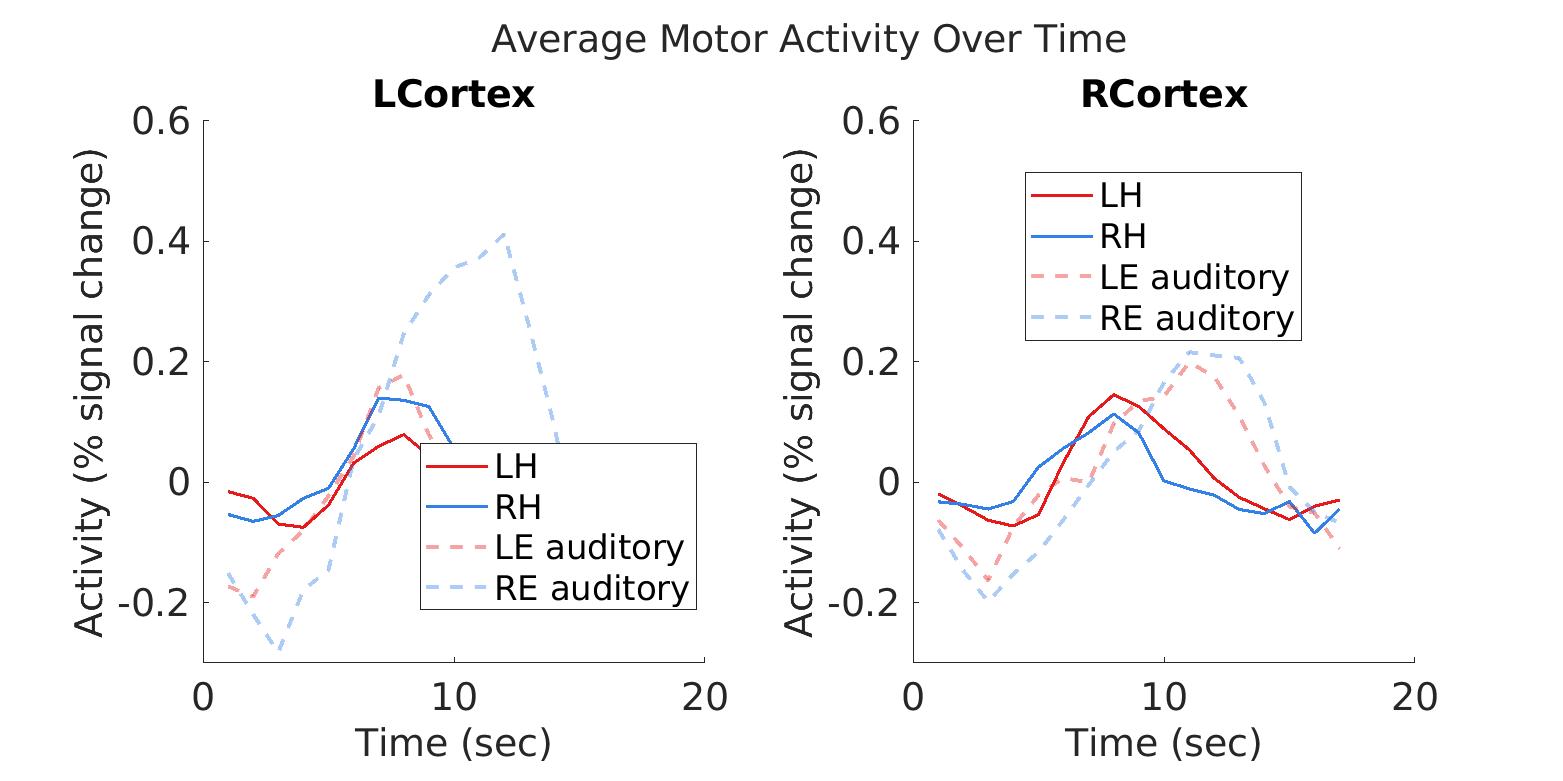 Average Motor Activity Over Time
LCortex
0.6
0.4
0.2
0
-0.2
Activity (% signal change)
0
10
20
Time (sec)
LH
RH
LE auditory
RE auditory
RCortex
0.6
0.4
0.2
0
-0.2
Activity (% signal change)
0
10
20
Time (sec)
LH
RH
LE auditory
RE auditory